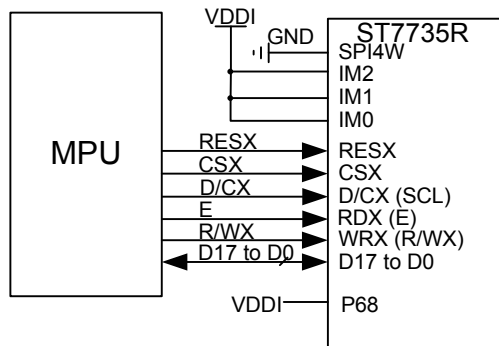 VDDI
GND
ST7735R
SPI4W
IM2
IM1
IM0
MPU
RESX
RESX
CSX
CSX
D/CX
D/CX (SCL)
E
RDX (E)
R/WX
WRX (R/WX)
D17 to D0
D17 to D0
VDDI
P68